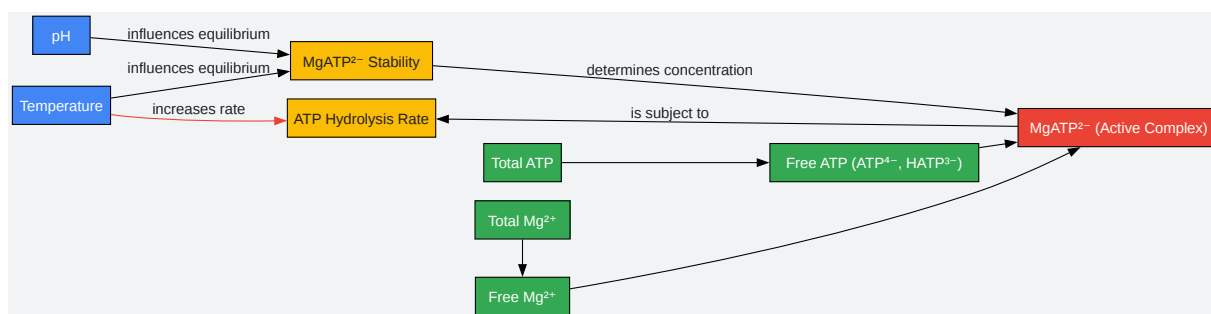 pH
influences equilibrium
MgATP²⁻ Stability
influences equilibrium
determines concentration
Temperature
increases rate
ATP Hydrolysis Rate
is subject to
MgATP²⁻ (Active Complex)
Total ATP
Free ATP (ATP⁴⁻, HATP³⁻)
Total Mg²⁺
Free Mg²⁺